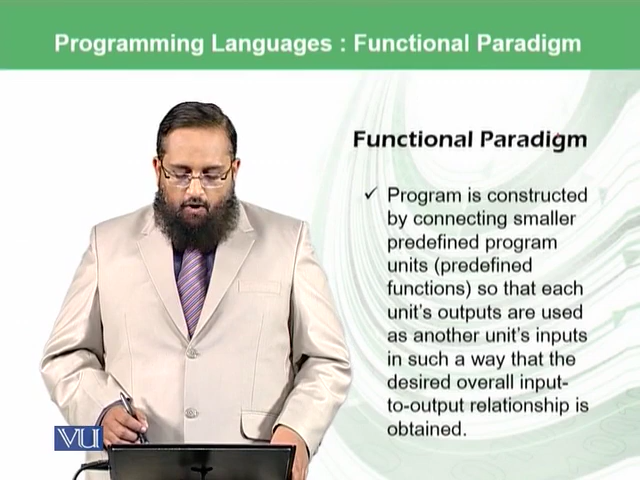 Programming Languages : Functional Paradigm
Functional Paradigm
✓ Program is constructed
by connecting smaller
predefined program
units (predefined
functions) so that each
unit's outputs are used
as another unit's inputs
in such a way that the
desired overall input-
to-output relationship is
obtained.
VU